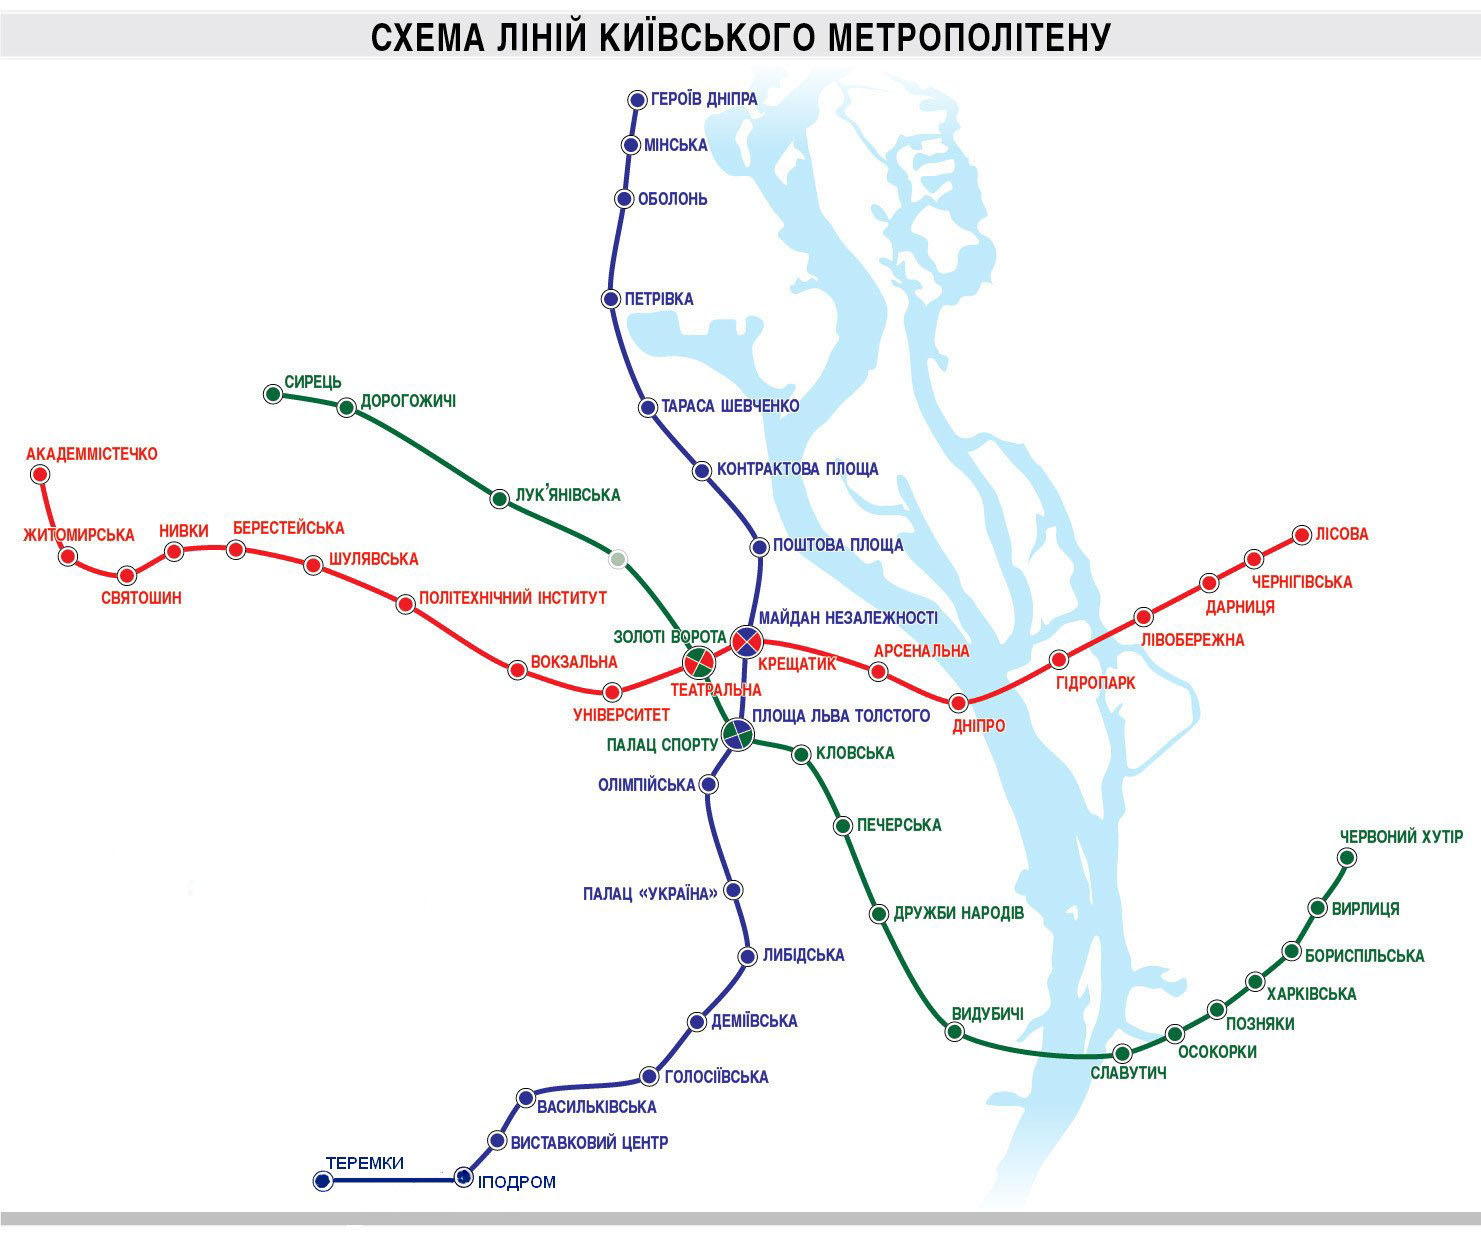 СХЕМА ЛІНІЙ КИЇВСЬКОГО МЕТРОПОЛІТЕНУ
ГЕРОЇВ ДНІПРА
МІНСЬКА
ОБОЛОНЬ
ПЕТРІВКА
ТАРАСА ШЕВЧЕНКО
КОНТРАКТОВА ПЛОЩА
ПОШТОВА ПЛОЩА
МАЙДАН НЕЗАЛЕЖНОСТІ
ПЛОЩА ЛЬВА ТОЛСТОГО
ОЛІМПІЙСЬКА
ПАЛАЦ «УКРАЇНА»
ЛИБІДСЬКА
ДЕМІЇВСЬКА
ГОЛОСІЇВСЬКА
ВАСИЛЬКІВСЬКА
ВИСТАВКОВИЙ ЦЕНТР
ІПОДРОМ
ТЕРЕМКИ
СИРЕЦЬ
ДОРОГОЖИЧІ
ЛУК'ЯНІВСЬКА
ЗОЛОТІ ВОРОТА
ПАЛАЦ СПОРТУ
КЛОВСЬКА
ПЕЧЕРСЬКА
ДРУЖБИ НАРОДІВ
ВИДУБИЧІ
СЛАВУТИЧ
ОСОКОРКИ
ПОЗНЯКИ
ХАРКІВСЬКА
БОРИСПІЛЬСЬКА
ВИРЛИЦЯ
ЧЕРВОНИЙ ХУТІР
АКАДЕММІСТЕЧКО
ЖИТОМИРСЬКА
СВЯТОШИН
НИВКИ
БЕРЕСТЕЙСЬКА
ШУЛЯВСЬКА
ПОЛІТЕХНІЧНИЙ ІНСТИТУТ
ВОКЗАЛЬНА
УНІВЕРСИТЕТ
ТЕАТРАЛЬНА
КРЕЩАТИК
АРСЕНАЛЬНА
ДНІПРО
ГІДРОПАРК
ЛІВОБЕРЕЖНА
ДАРНИЦЯ
ЧЕРНІГІВСЬКА
ЛІСОВА